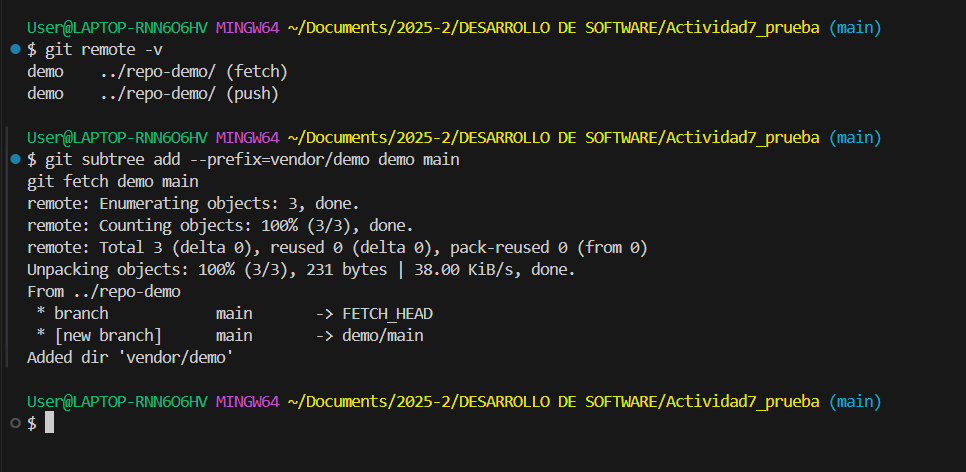 User@LAPTOP-RNN6O6HV MINGW64 ~/Documents/2025-2/DESARROLLO DE SOFTWARE/Actividad7_prueba (main)
$ git remote -v
demo    ../repo-demo/ (fetch)
demo    ../repo-demo/ (push)
User@LAPTOP-RNN6O6HV MINGW64 ~/Documents/2025-2/DESARROLLO DE SOFTWARE/Actividad7_prueba (main)
$ git subtree add --prefix=vendor/demo demo main
git fetch demo main
remote: Enumerating objects: 3, done.
remote: Counting objects: 100% (3/3), done.
remote: Total 3 (delta 0), reused 0 (delta 0), pack-reused 0 (from 0)
Unpacking objects: 100% (3/3), 231 bytes | 38.00 KiB/s, done.
From ../repo-demo
 * branch            main       -> FETCH_HEAD
 * [new branch]      main       -> demo/main
Added dir 'vendor/demo'
User@LAPTOP-RNN6O6HV MINGW64 ~/Documents/2025-2/DESARROLLO DE SOFTWARE/Actividad7_prueba (main)
$